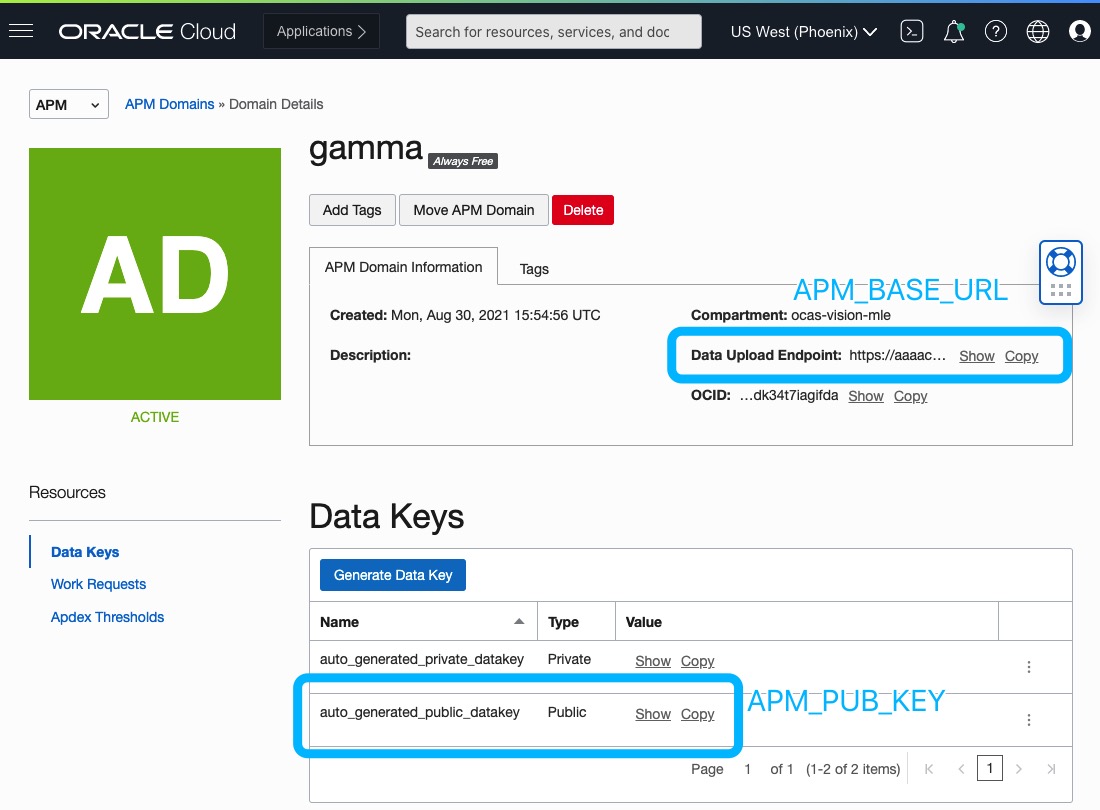 ORACLE Cloud
Applications
Search for resources, services, and doc
US West (Phoenix)
APM
APM Domains » Domain Details
AD
ACTIVE
gamma
Always Free
Add Tags
Move APM Domain
Delete
APM Domain Information
Tags
APM_BASE_URL
Created: Mon, Aug 30, 2021 15:54:56 UTC
Compartment: ocas-vision-mle
Description:
Data Upload Endpoint: https://aaaac... Show Copy
OCID: ...dk34t7iagifda Show Copy
Resources
Data Keys
Work Requests
Apdex Thresholds
Data Keys
Generate Data Key
Name Type Value
auto_generated_private_datakey Private Show Copy
auto_generated_public_datakey Public Show Copy
APM_PUB_KEY
Page 1 of 1 (1-2 of 2 items) 1